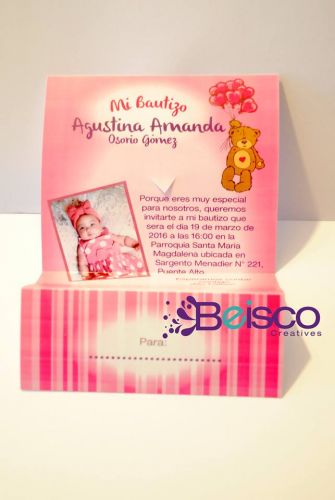 Mi Bautizo
Agustina Amanda
Osorio Gómez
Porque eres muy especial
para nosotros, queremos
invitarte a mi bautizo que
sera el dia 19 de marzo de
2016 a las 16:00 en la
Parroquia Santa Maria
Magdalena ubicada en
Sargento Menadier N° 221,
Puente Alto
Beisco
Creatives
Para: